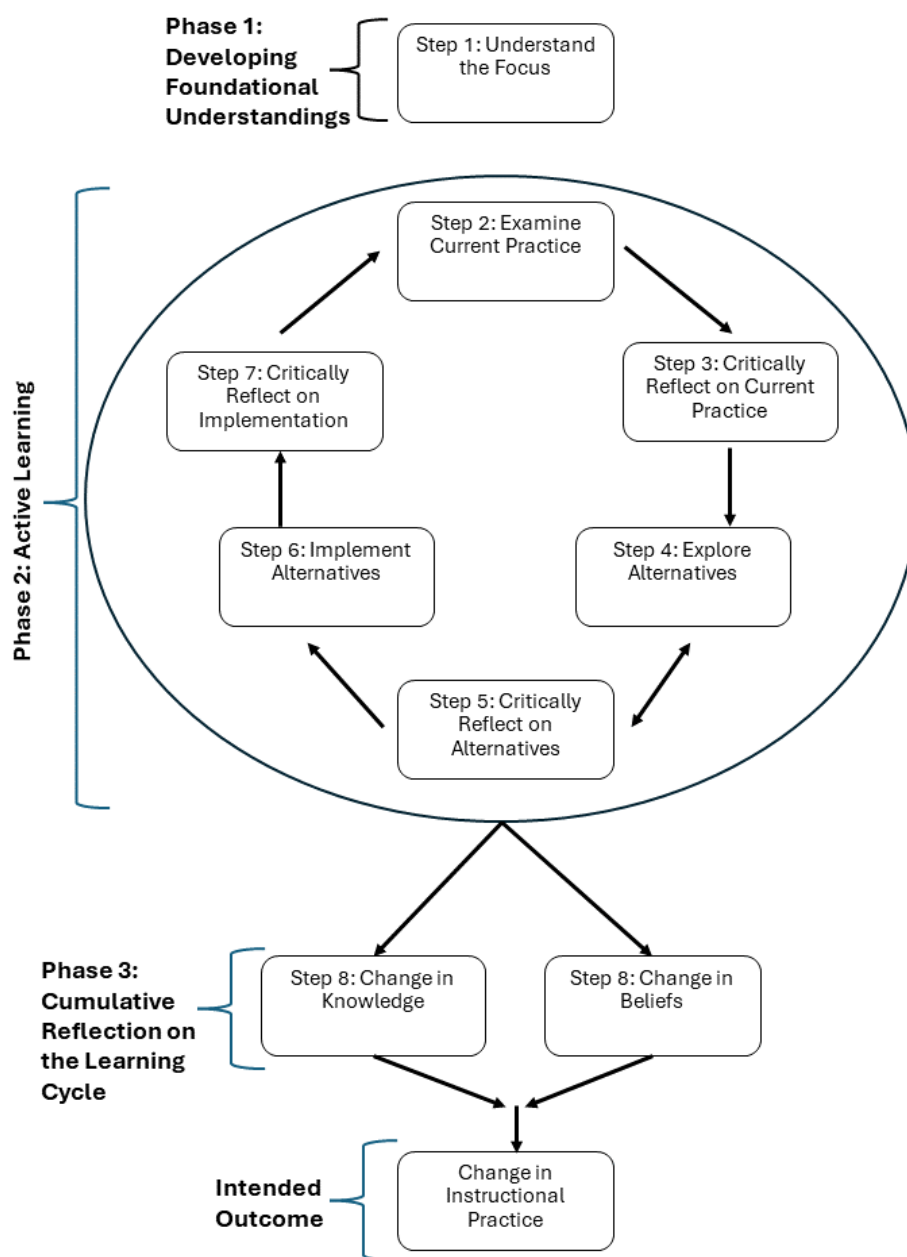 Phase 1:
Developing
Foundational
Understandings
Step 1: Understand
the Focus
Phase 2: Active Learning
Step 2: Examine
Current Practice
Step 3: Critically
Reflect on Current
Practice
Step 4: Explore
Alternatives
Step 5: Critically
Reflect on
Alternatives
Step 6: Implement
Alternatives
Step 7: Critically
Reflect on
Implementation
Phase 3:
Cumulative
Reflection on
the Learning
Cycle
Step 8: Change in
Knowledge
Step 8: Change in
Beliefs
Intended
Outcome
Change in
Instructional
Practice